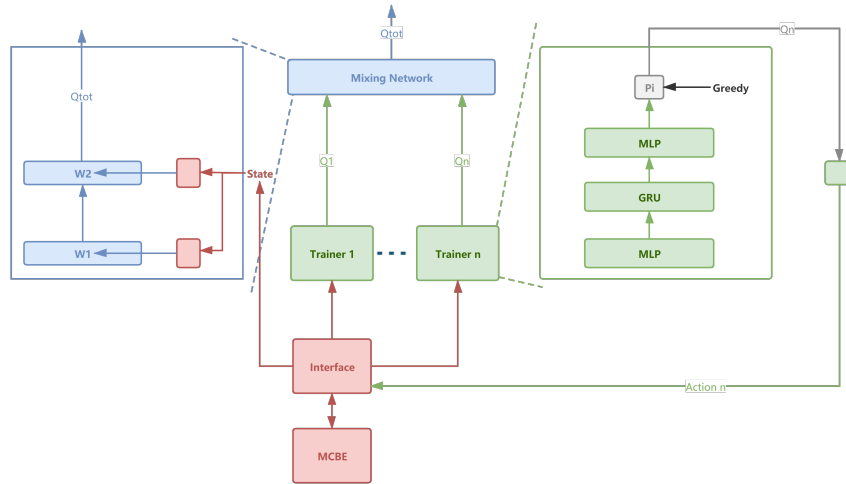 Qtot
W2
W1
State
Qtot
Mixing Network
Q1
Qn
Trainer 1
Trainer n
Interface
MCBE
Qn
Pi
Greedy
MLP
GRU
MLP
Action n